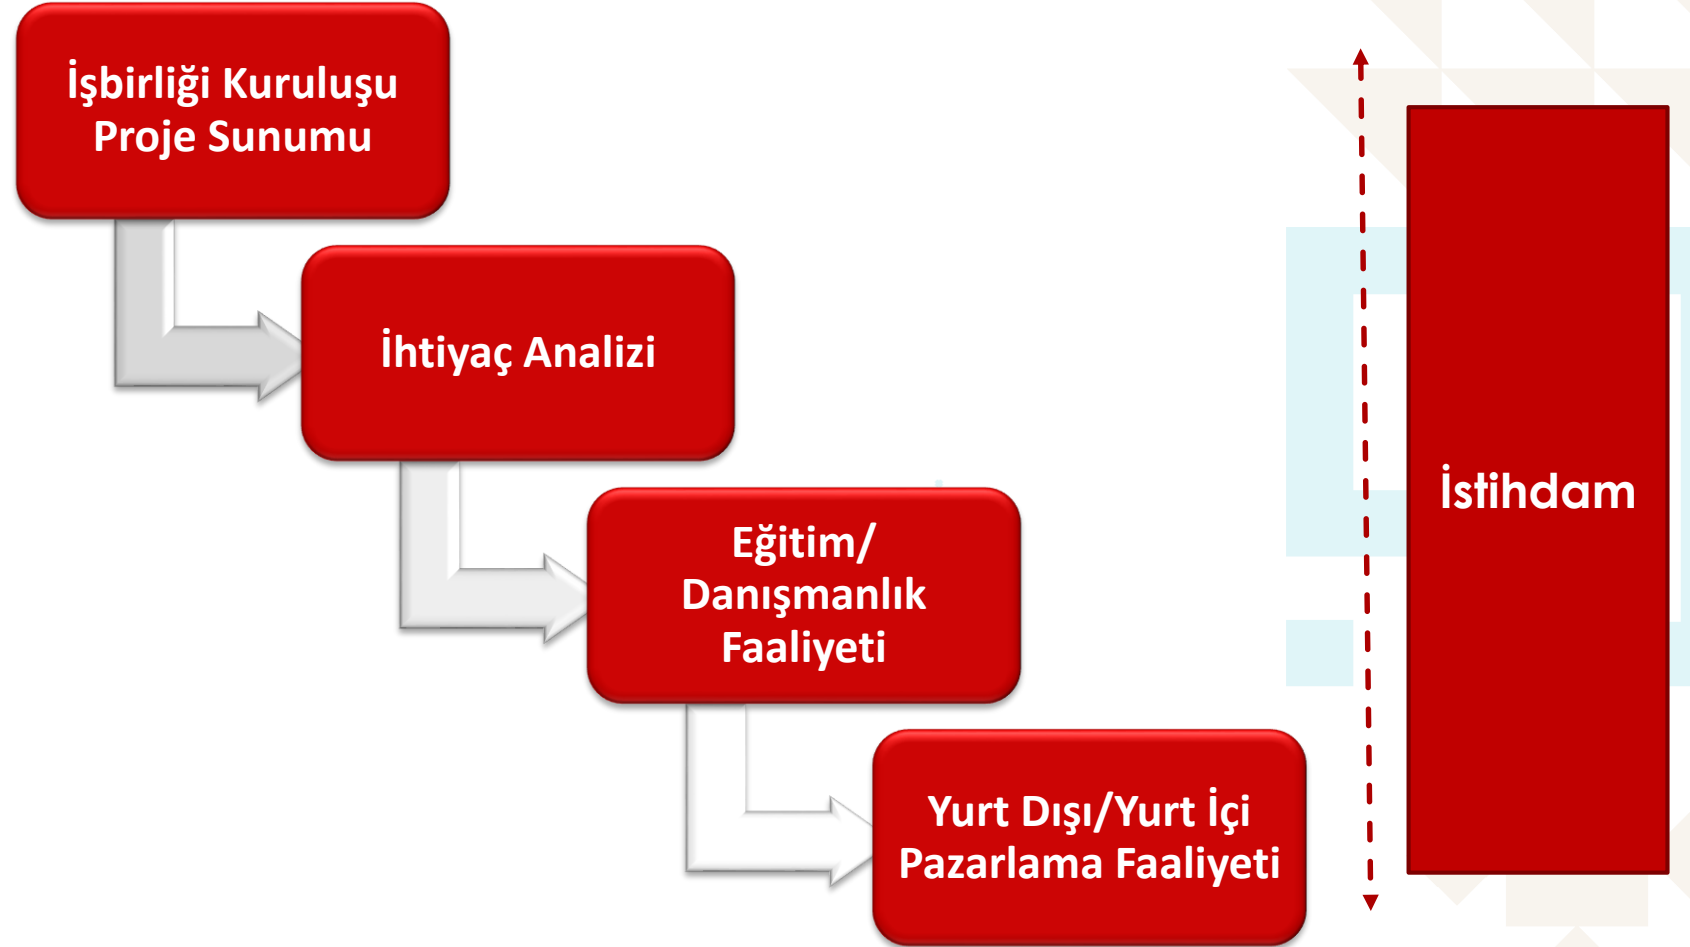 İşbirliği Kuruluşu
Proje Sunumu
İhtiyaç Analizi
Eğitim/
Danışmanlık
Faaliyeti
Yurt Dışı/Yurt İçi
Pazarlama Faaliyeti
İstihdam